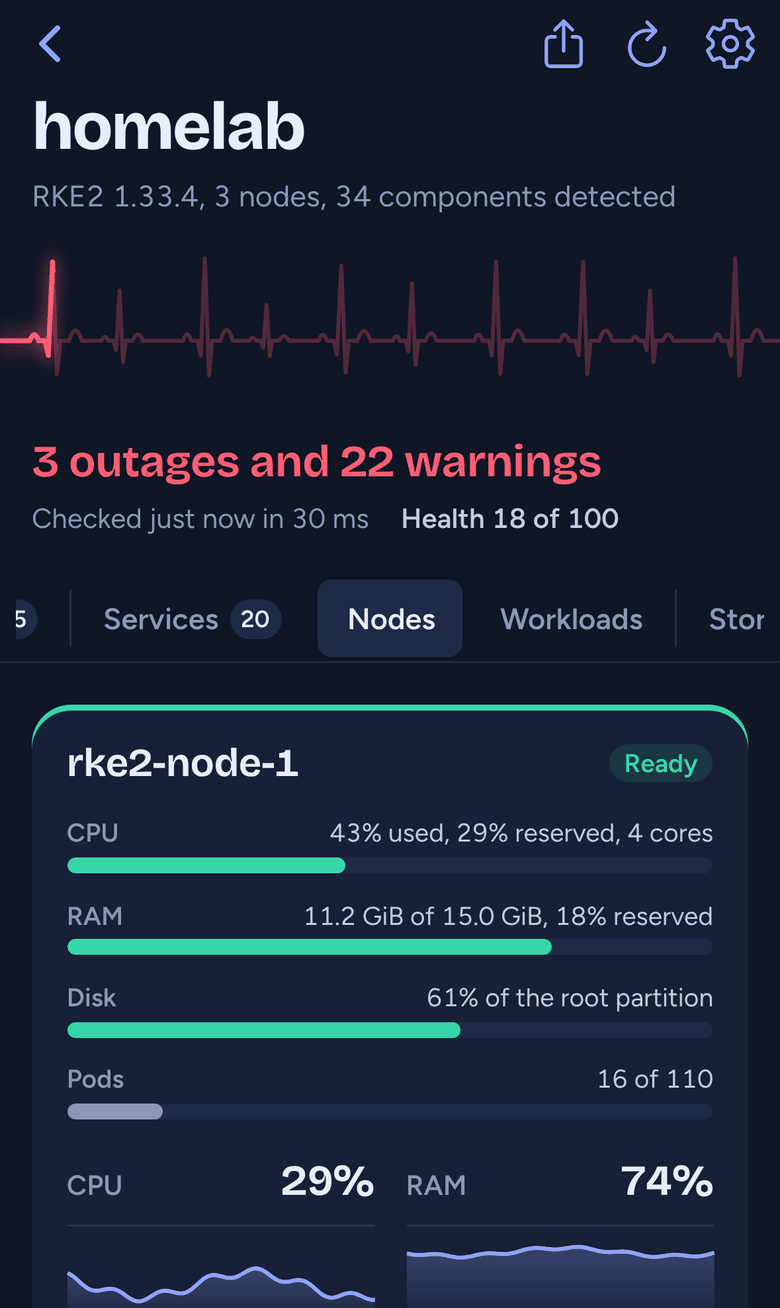 homelab
RKE2 1.33.4, 3 nodes, 34 components detected
3 outages and 22 warnings
Checked just now in 30 ms Health 18 of 100
5 Services 20 Nodes Workloads Stor
rke2-node-1 Ready
CPU 43% used, 29% reserved, 4 cores
RAM 11.2 GiB of 15.0 GiB, 18% reserved
Disk 61% of the root partition
Pods 16 of 110
CPU 29% RAM 74%